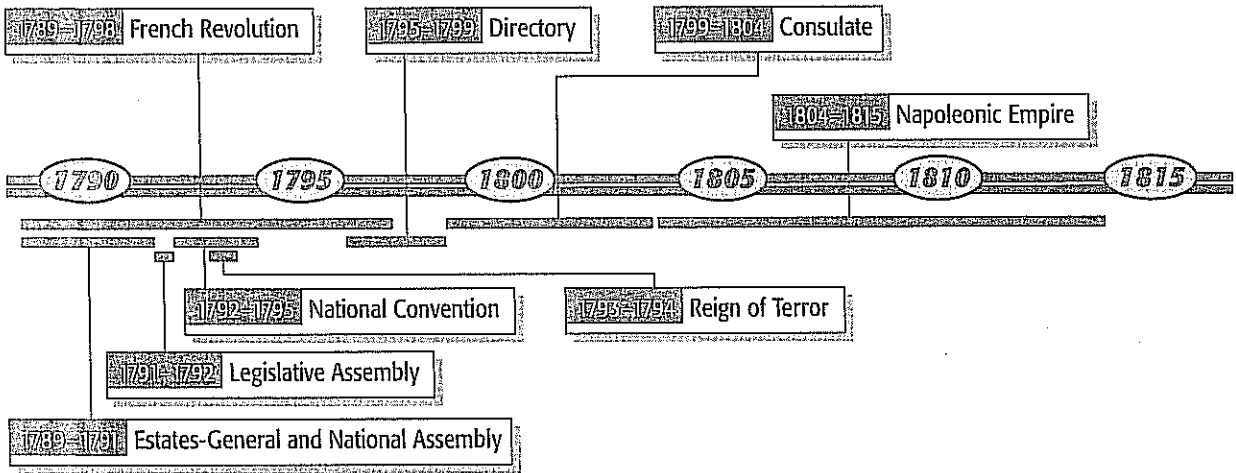 1789–1798 French Revolution
1795–1799 Directory
1799–1804 Consulate
1804–1815 Napoleonic Empire
1790
1795
1800
1805
1810
1815
1792–1795 National Convention
1793–1794 Reign of Terror
1791–1792 Legislative Assembly
1789–1791 Estates-General and National Assembly